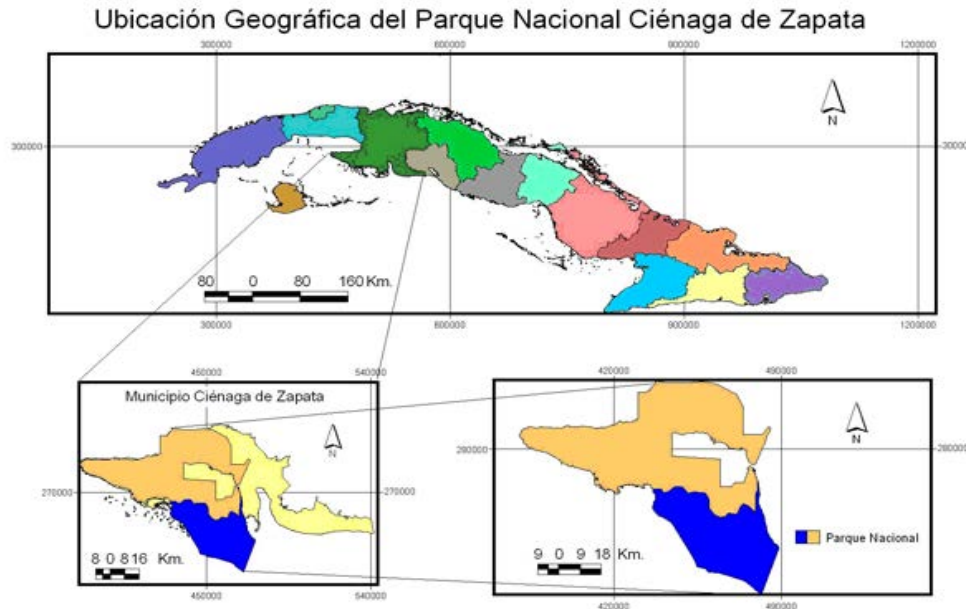 Ubicación Geográfica del Parque Nacional Ciénaga de Zapata
300000 600000 900000 1200000
N
300000 300000
80 0 80 160 Km.
300000 600000 900000 1200000
450000 540000
Municipio Ciénaga de Zapata
N
270000 270000
8 0 8 16 Km.
450000 540000
420000 490000
N
280000 280000
Parque Nacional
9 0 9 18 Km.
420000 490000